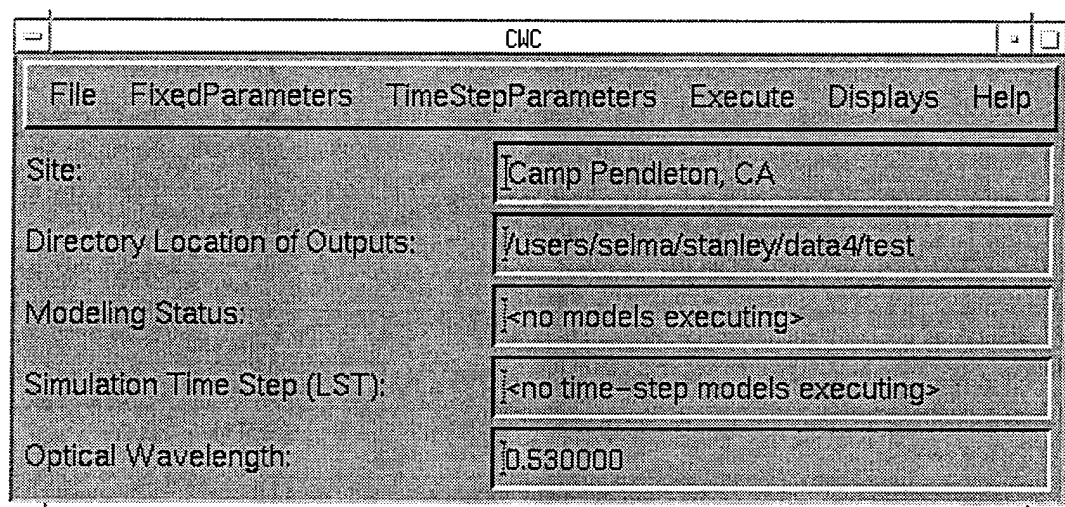 CWC
File FixedParameters TimeStepParameters Execute Displays Help
Site: Camp Pendleton, CA
Directory Location of Outputs: /users/selma/stanley/data4/test
Modeling Status: <no models executing>
Simulation Time Step (LST): <no time-step models executing>
Optical Wavelength: 0.530000